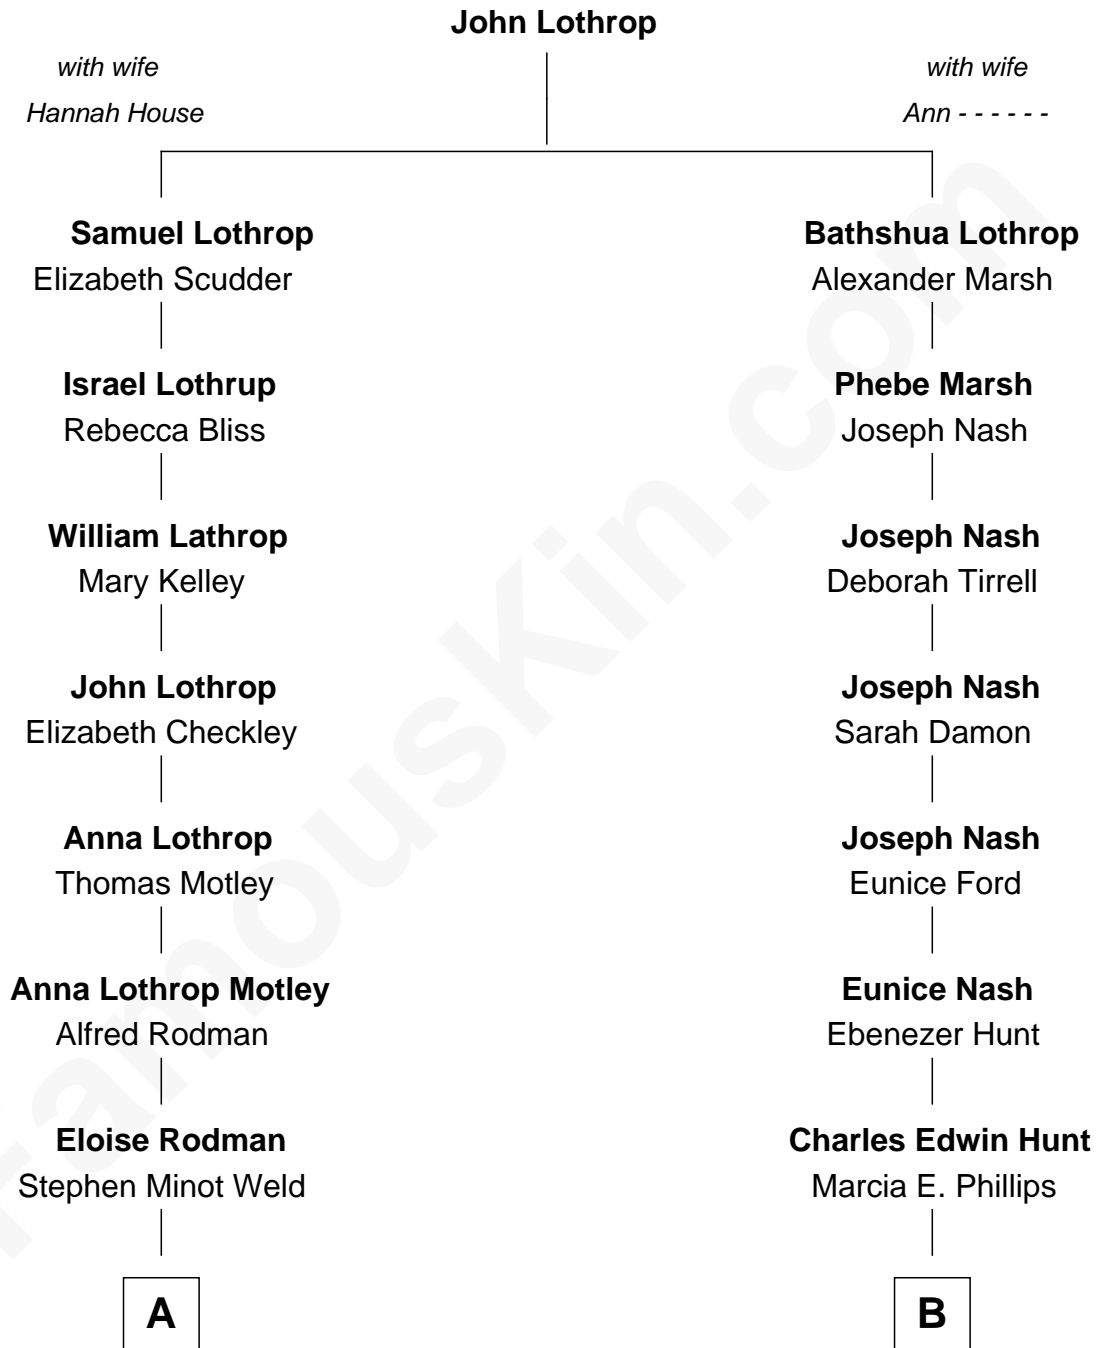 John Lothrop
with wife
Hannah House
with wife
Ann - - - - - -
Samuel Lothrop
Elizabeth Scudder
Bathshua Lothrop
Alexander Marsh
Israel Lothrup
Rebecca Bliss
Phebe Marsh
Joseph Nash
William Lathrop
Mary Kelley
Joseph Nash
Deborah Tirrell
John Lothrop
Elizabeth Checkley
Joseph Nash
Sarah Damon
Anna Lothrop
Thomas Motley
Joseph Nash
Eunice Ford
Anna Lothrop Motley
Alfred Rodman
Eunice Nash
Ebenezer Hunt
Eloise Rodman
Stephen Minot Weld
Charles Edwin Hunt
Marcia E. Phillips
A
B
FamousKin.com